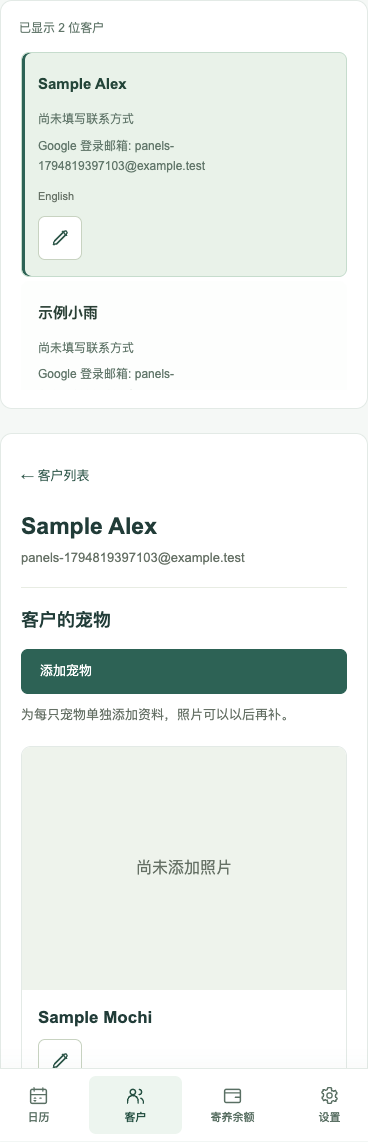 已显示 2 位客户
Sample Alex
尚未填写联系方式
Google 登录邮箱: panels-
1794819397103@example.test
English
示例小雨
尚未填写联系方式
Google 登录邮箱: panels-
← 客户列表
Sample Alex
panels-1794819397103@example.test
客户的宠物
添加宠物
为每只宠物单独添加资料，照片可以以后再补。
尚未添加照片
Sample Mochi
日历
客户
寄养余额
设置